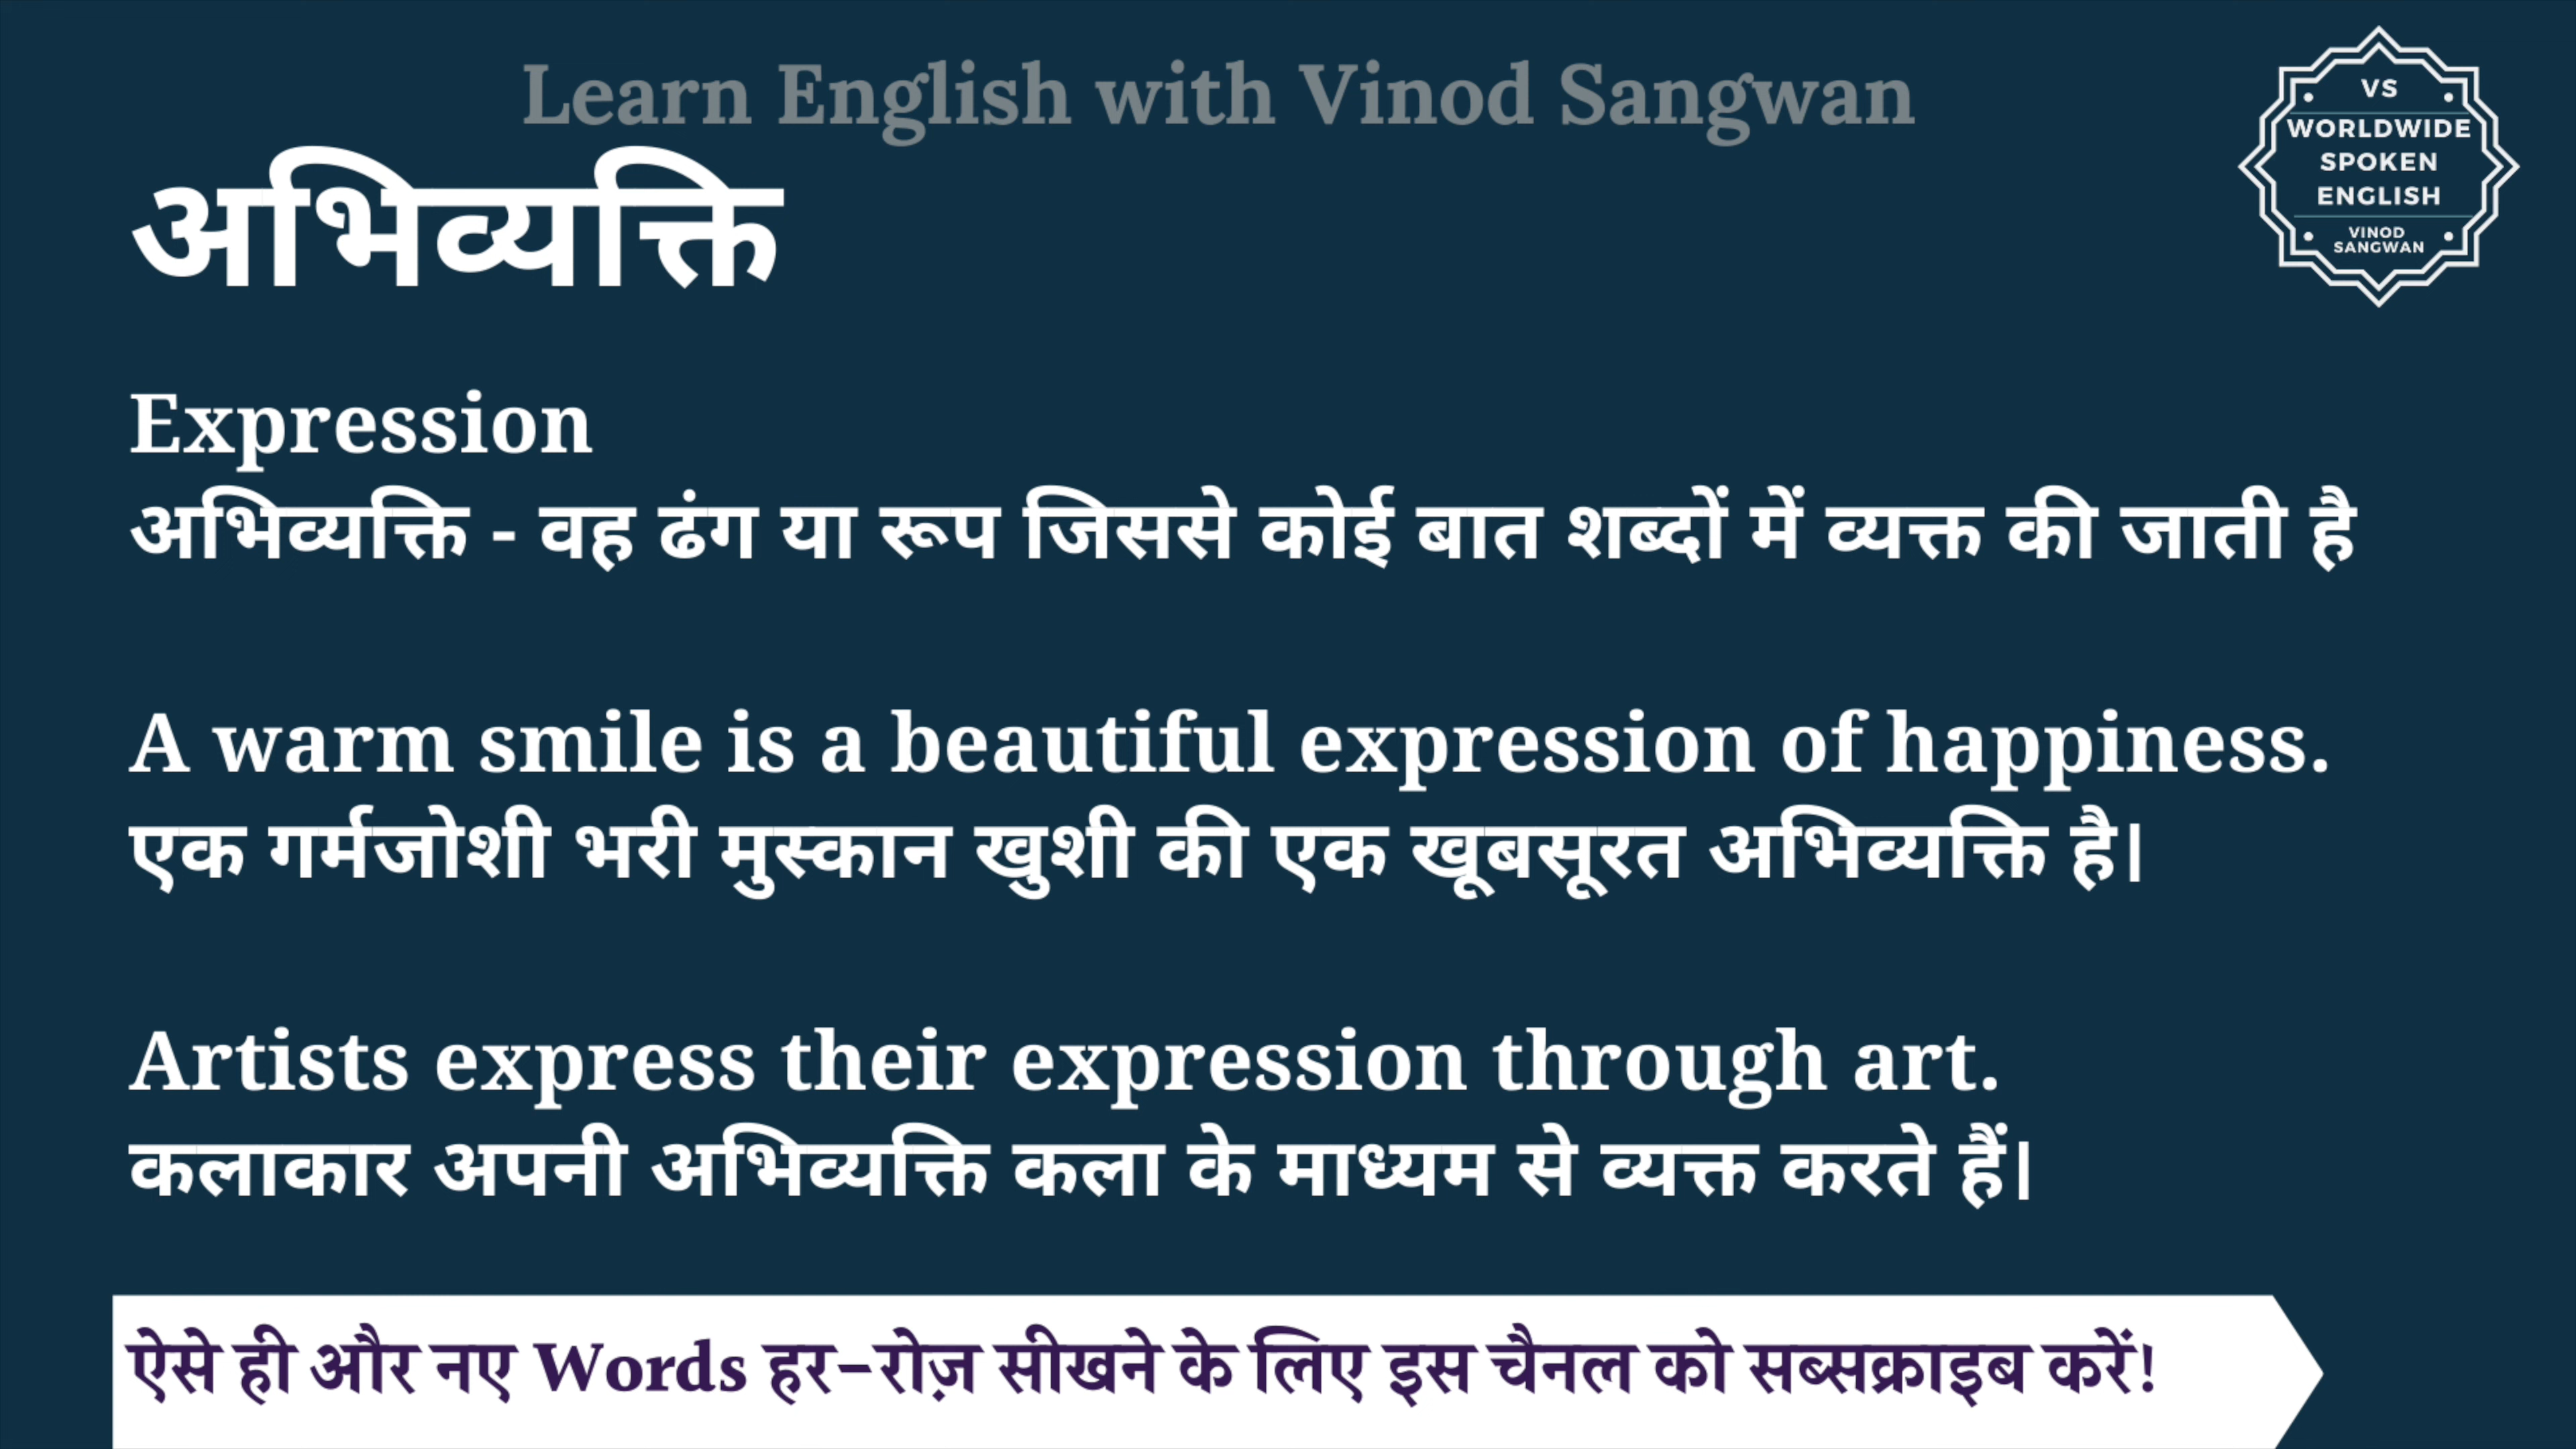 Learn English with Vinod Sangwan
VS
WORLDWIDE
SPOKEN
ENGLISH
VINOD
SANGWAN
अभिव्यक्ति
Expression
अभिव्यक्ति - वह ढंग या रूप जिससे कोई बात शब्दों में व्यक्त की जाती है
A warm smile is a beautiful expression of happiness.
एक गर्मजोशी भरी मुस्कान खुशी की एक खूबसूरत अभिव्यक्ति है।
Artists express their expression through art.
कलाकार अपनी अभिव्यक्ति कला के माध्यम से व्यक्त करते हैं।
ऐसे ही और नए Words हर-रोज़ सीखने के लिए इस चैनल को सब्सक्राइब करें!